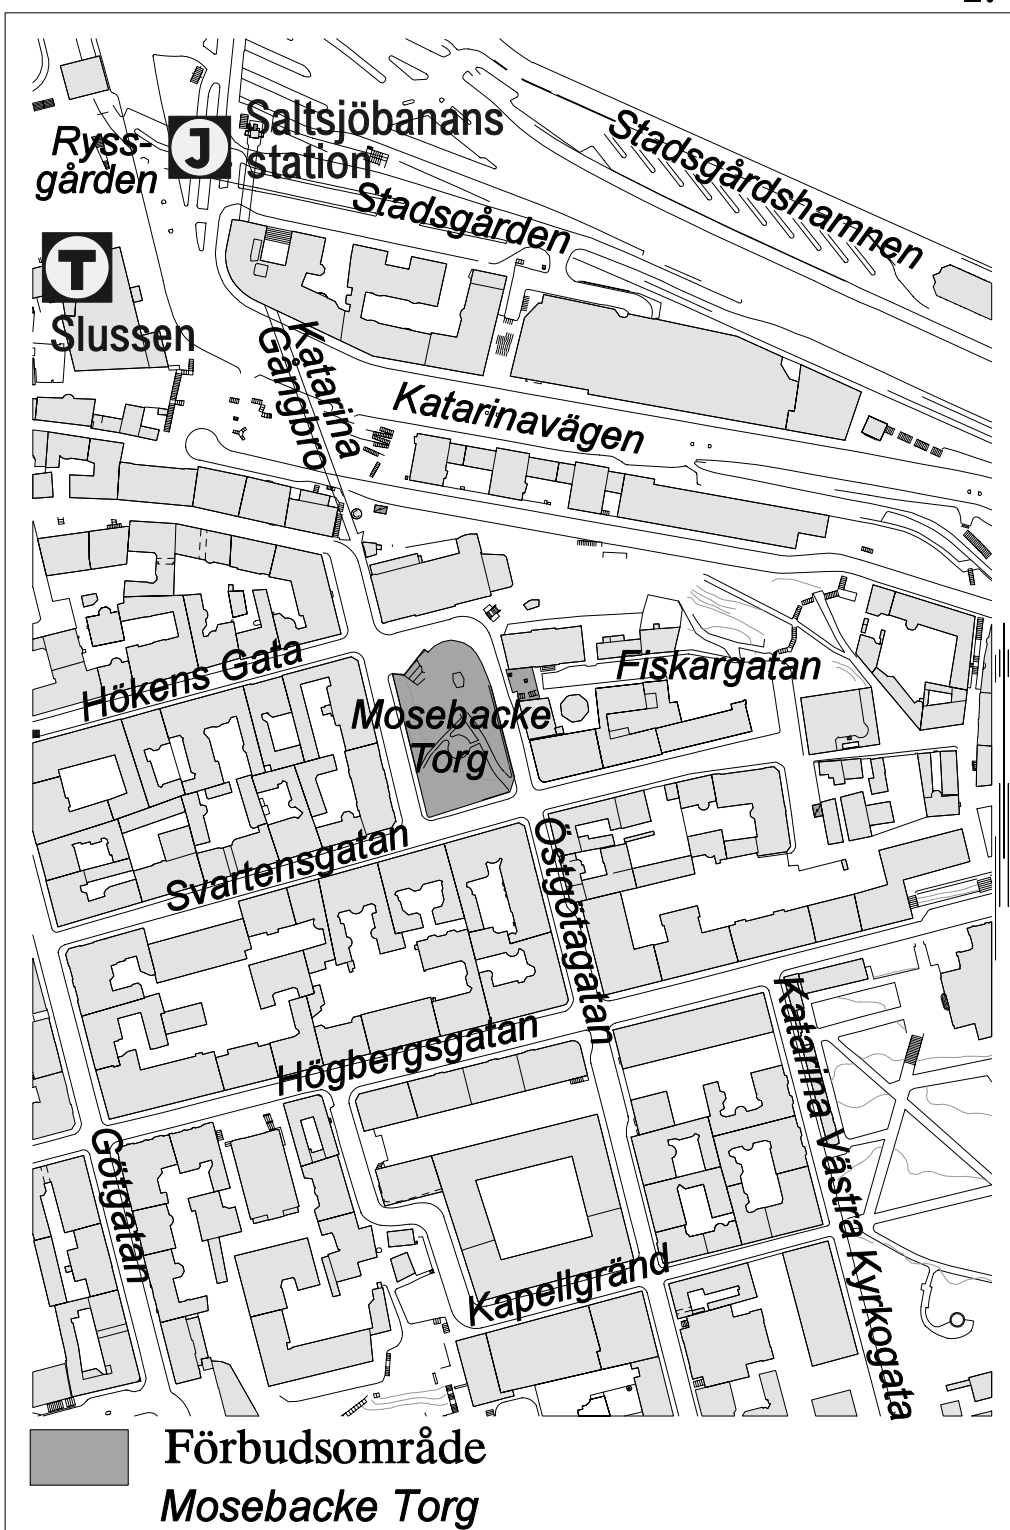 Saltsjöbanans
station
J
Ryss-
gården
Stadsgårdshamnen
Stadsgården
T
Slussen
Katarina
Gångbro
Katarinavägen
Hökens Gata
Fiskargatan
Mosebacke
Torg
Svartensgatan
Östgötagatan
Högbergsgatan
Katarina Västra Kyrkogata
Götgatan
Kapellgränd
Förbudsområde
Mosebacke Torg